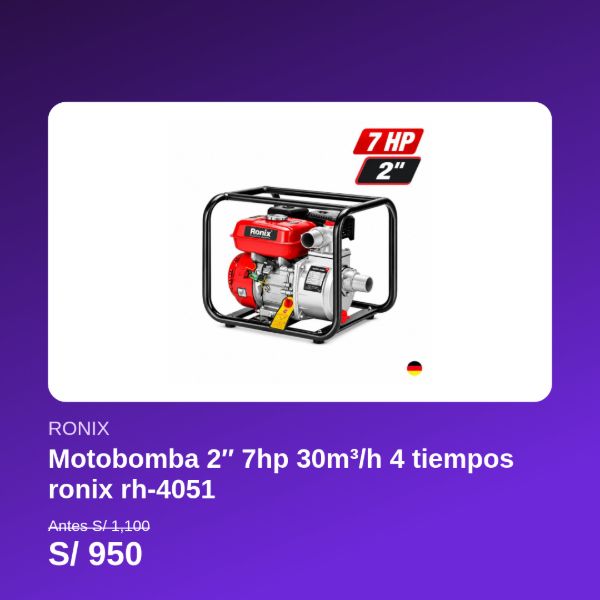 7 HP
2"
Ronix
RONIX
Motobomba 2″ 7hp 30m³/h 4 tiempos
ronix rh-4051
Antes S/ 1,100
S/ 950